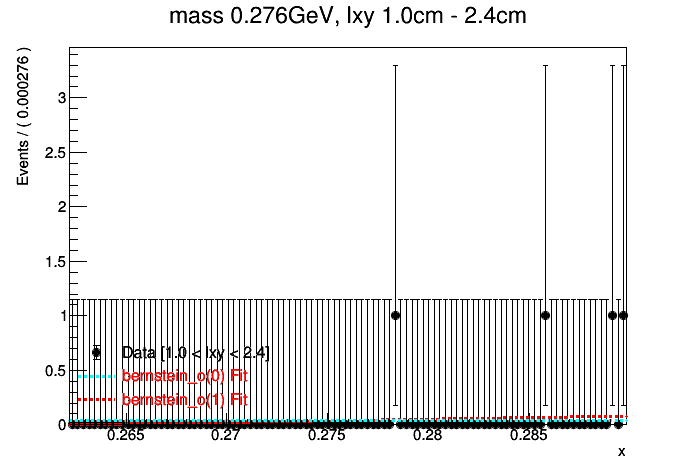 mass 0.276GeV, lxy 1.0cm - 2.4cm
Events / ( 0.000276 )
3
2.5
2
1.5
1
0.5
0
Data [1.0 < lxy < 2.4]
bernstein_o(0) Fit
bernstein_o(1) Fit
0.265 0.27 0.275 0.28 0.285
x